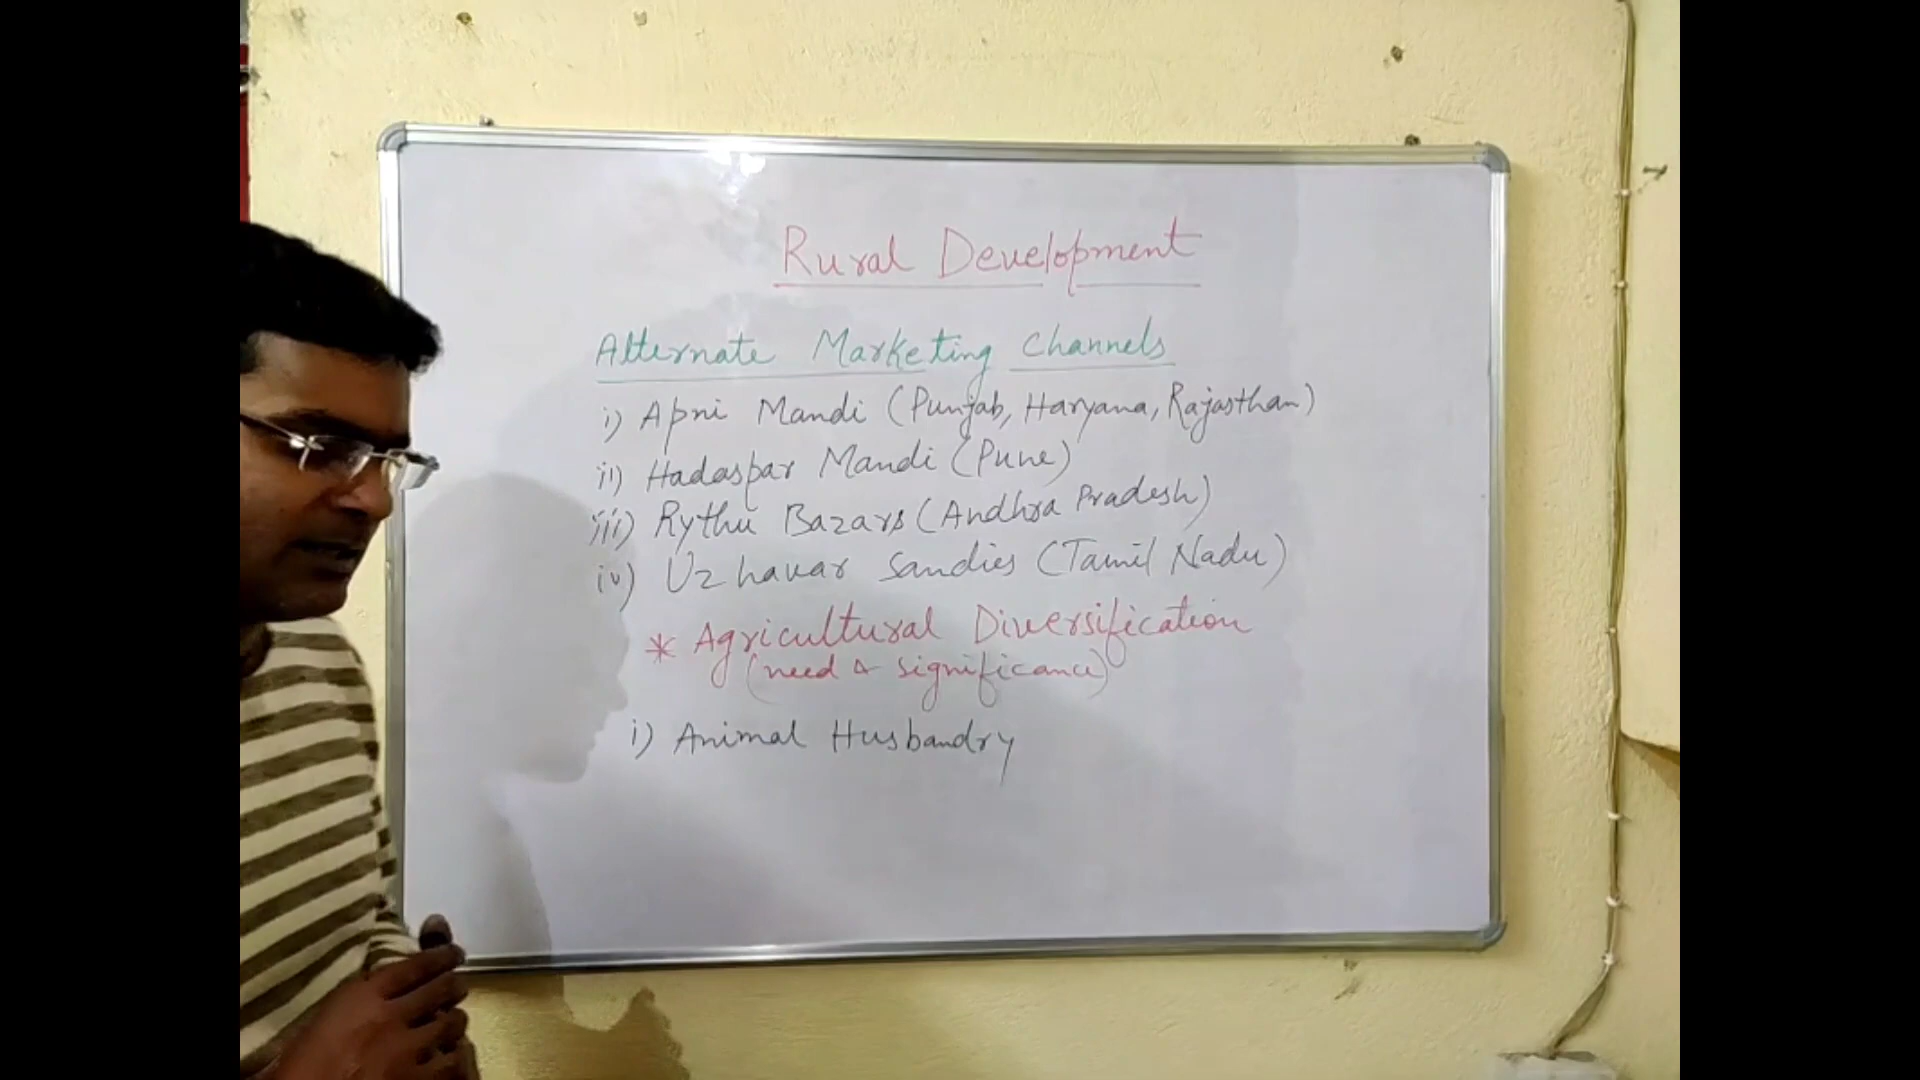 Rural Development
Alternate Marketing Channels
i) Apni Mandi (Punjab, Haryana, Rajasthan)
ii) Hadaspar Mandi (Pune)
iii) Rythu Bazars (Andhra Pradesh)
iv) Uzhavar Sandies (Tamil Nadu)
* Agricultural Diversification
(need & significance)
i) Animal Husbandry